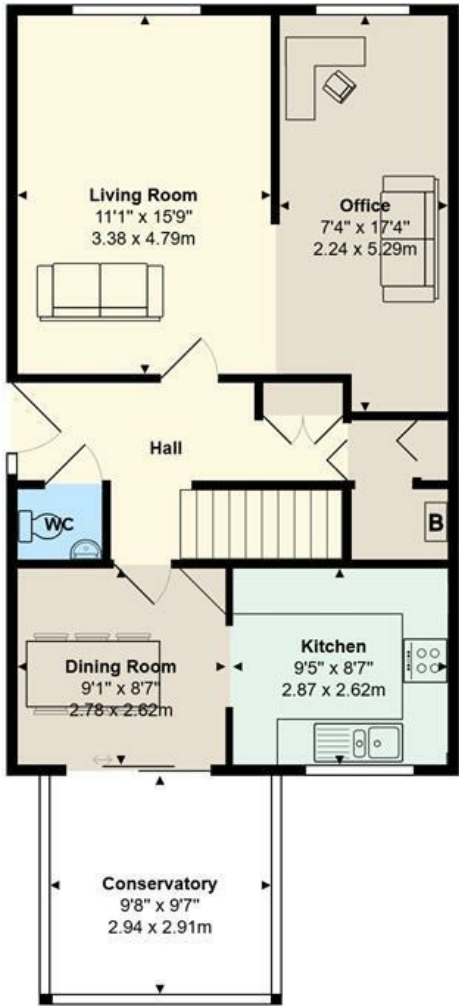 Living Room
11'1" x 15'9"
3.38 x 4.79m
Office
7'4" x 17'4"
2.24 x 5.29m
Hall
WC
B
Dining Room
9'1" x 8'7"
2.78 x 2.62m
Kitchen
9'5" x 8'7"
2.87 x 2.62m
Conservatory
9'8" x 9'7"
2.94 x 2.91m